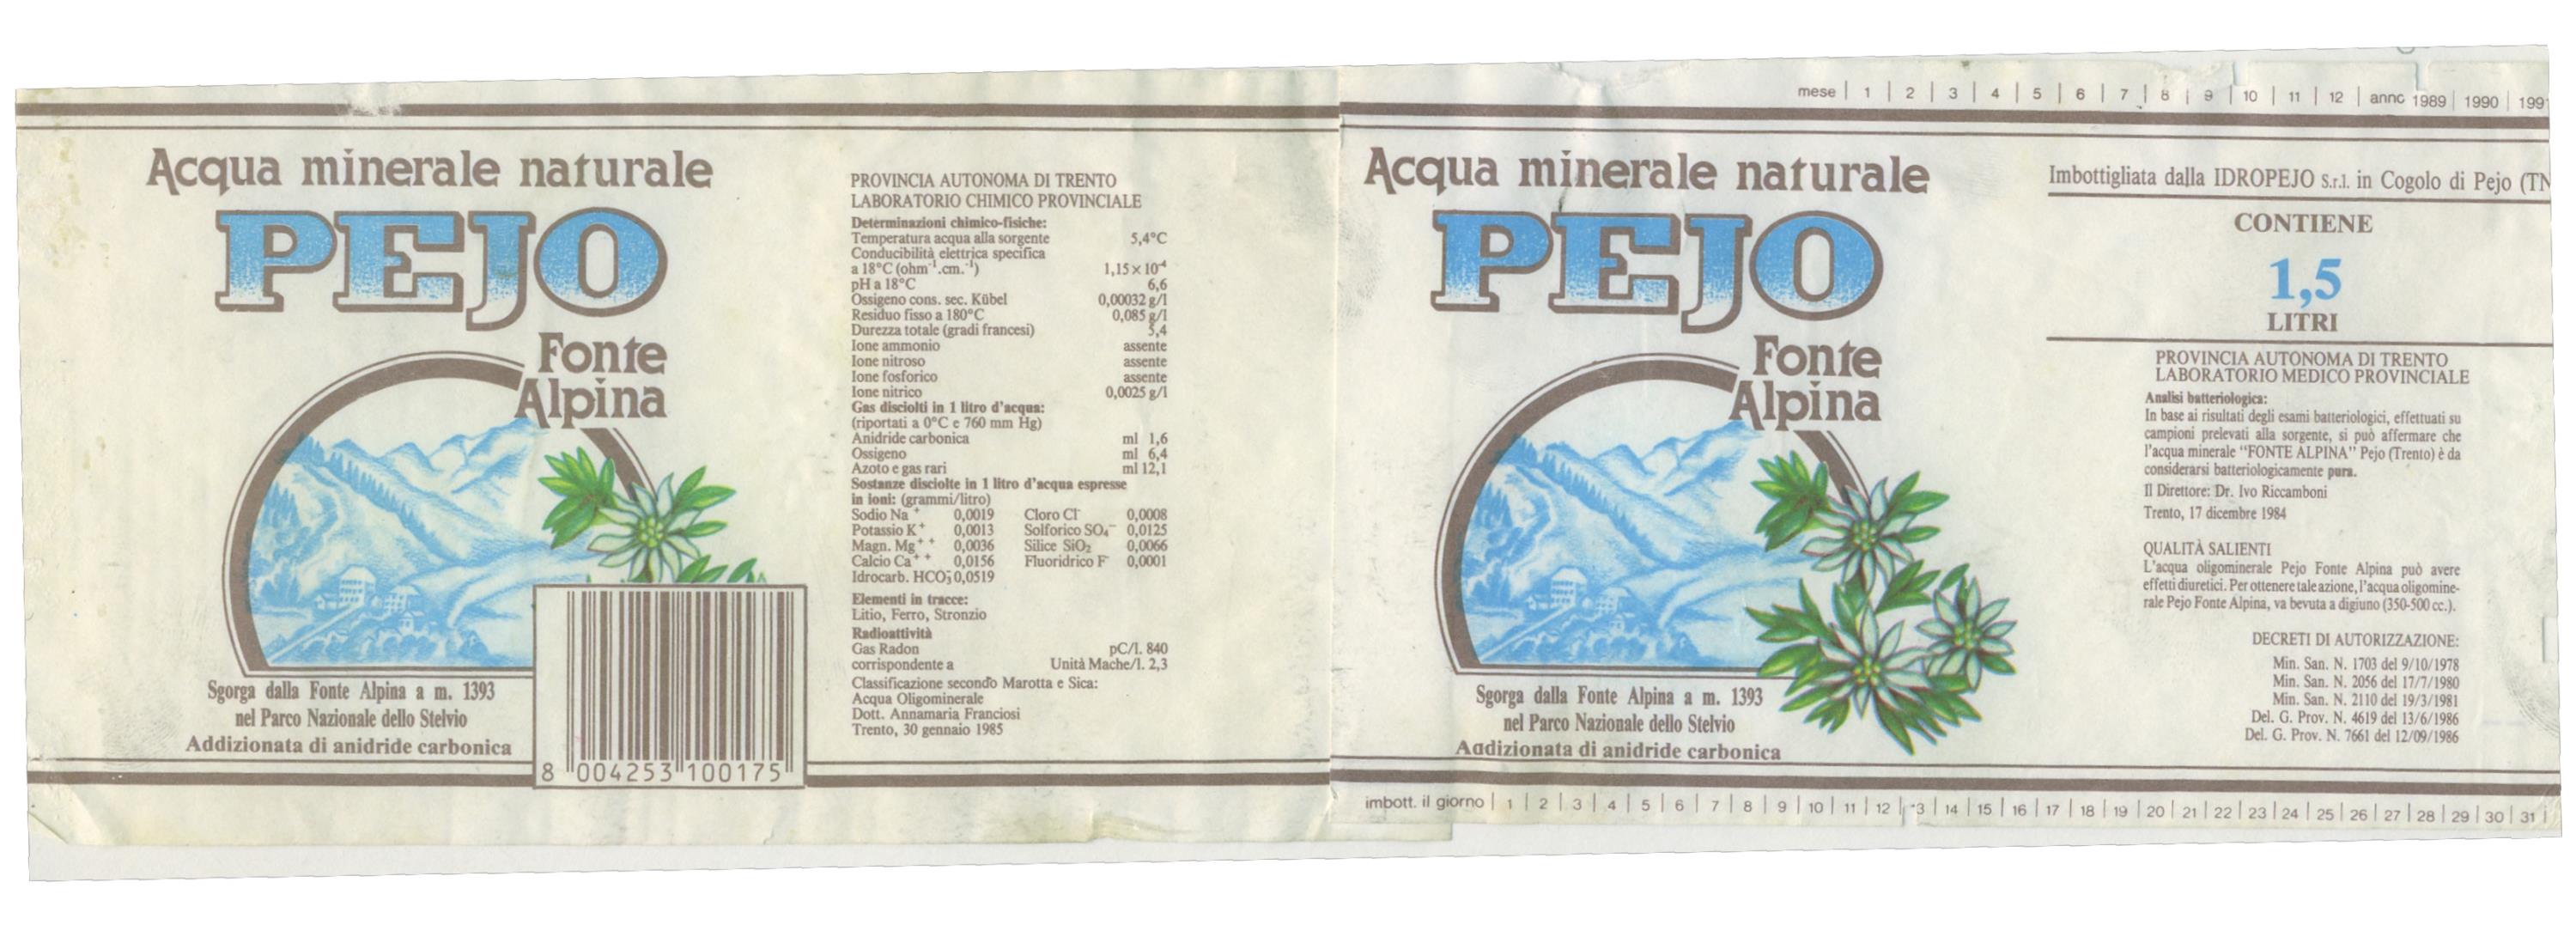 Acqua minerale naturale
PEJO
Fonte
Alpina
Sgorga dalla Fonte Alpina a m. 1393
nel Parco Nazionale dello Stelvio
Addizionata di anidride carbonica
8 004253 100175
PROVINCIA AUTONOMA DI TRENTO
LABORATORIO CHIMICO PROVINCIALE
Determinazioni chimico-fisiche:
Temperatura acqua alla sorgente 5,4°C
Conducibilità elettrica specifica
a 18°C (ohm⁻¹.cm.⁻¹) 1,15×10⁻⁴
pH a 18°C 6,6
Ossigeno cons. sec. Kübel 0,00032 g/l
Residuo fisso a 180°C 0,085 g/l
Durezza totale (gradi francesi) 5,4
Ione ammonio assente
Ione nitroso assente
Ione fosforico assente
Ione nitrico 0,0025 g/l
Gas disciolti in 1 litro d'acqua:
(riportati a 0°C e 760 mm Hg)
Anidride carbonica ml 1,6
Ossigeno ml 6,4
Azoto e gas rari ml 12,1
Sostanze disciolte in 1 litro d'acqua espresse
in ioni: (grammi/litro)
Sodio Na⁺ 0,0019 Cloro Cl⁻ 0,0008
Potassio K⁺ 0,0013 Solforico SO₄⁻⁻ 0,0125
Magn. Mg⁺⁺ 0,0036 Silice SiO₂ 0,0066
Calcio Ca⁺⁺ 0,0156 Fluoridrico F⁻ 0,0001
Idrocarb. HCO₃⁻ 0,0519
Elementi in tracce:
Litio, Ferro, Stronzio
Radioattività
Gas Radon pC/l. 840
corrispondente a Unità Mache/l. 2,3
Classificazione secondo Marotta e Sica:
Acqua Oligominerale
Dott. Annamaria Franciosi
Trento, 30 gennaio 1985
mese | 1 | 2 | 3 | 4 | 5 | 6 | 7 | 8 | 9 | 10 | 11 | 12 | anno 1989 | 1990 | 199
Acqua minerale naturale
PEJO
Fonte
Alpina
Sgorga dalla Fonte Alpina a m. 1393
nel Parco Nazionale dello Stelvio
Addizionata di anidride carbonica
Imbottigliata dalla IDROPEJO S.r.l. in Cogolo di Pejo (TN
CONTIENE
1,5
LITRI
PROVINCIA AUTONOMA DI TRENTO
LABORATORIO MEDICO PROVINCIALE
Analisi batteriologica:
In base ai risultati degli esami batteriologici, effettuati su
campioni prelevati alla sorgente, si può affermare che
l'acqua minerale "FONTE ALPINA" Pejo (Trento) è da
considerarsi batteriologicamente pura.
Il Direttore: Dr. Ivo Riccamboni
Trento, 17 dicembre 1984
QUALITÀ SALIENTI
L'acqua oligominerale Pejo Fonte Alpina può avere
effetti diuretici. Per ottenere tale azione, l'acqua oligomine-
rale Pejo Fonte Alpina, va bevuta a digiuno (350-500 cc.).
DECRETI DI AUTORIZZAZIONE:
Min. San. N. 1703 del 9/10/1978
Min. San. N. 2056 del 17/7/1980
Min. San. N. 2110 del 19/3/1981
Del. G. Prov. N. 4619 del 13/6/1986
Del. G. Prov. N. 7661 del 12/09/1986
imbott. il giorno | 1 | 2 | 3 | 4 | 5 | 6 | 7 | 8 | 9 | 10 | 11 | 12 | 13 | 14 | 15 | 16 | 17 | 18 | 19 | 20 | 21 | 22 | 23 | 24 | 25 | 26 | 27 | 28 | 29 | 30 | 31 |